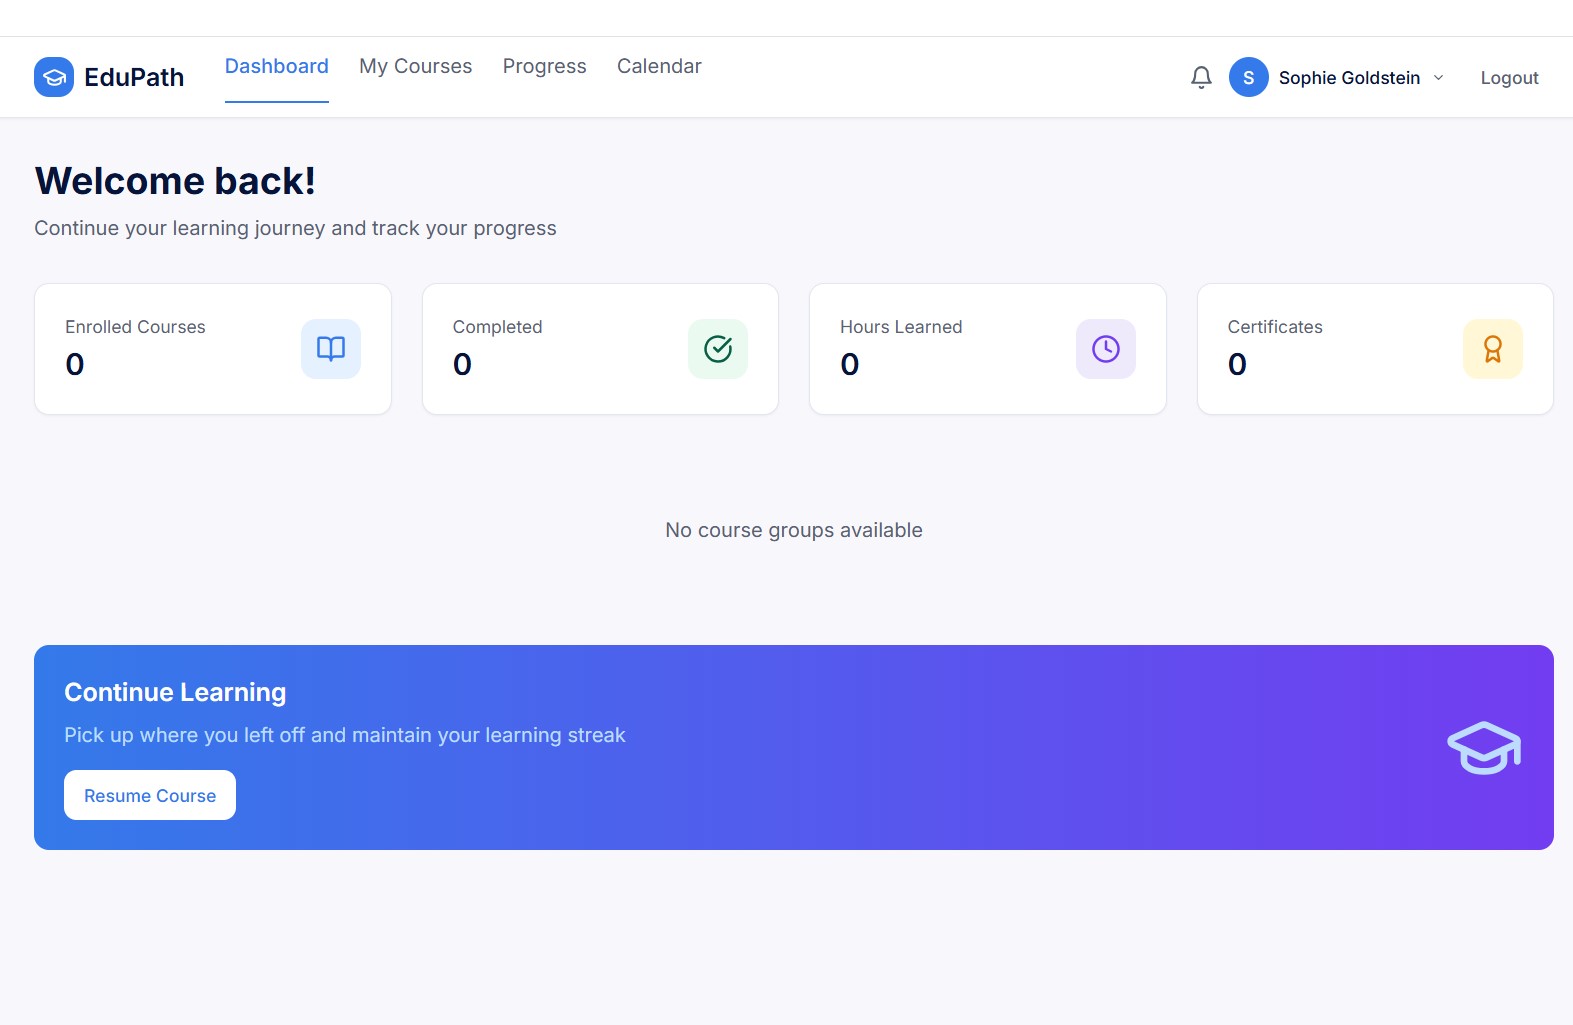 EduPath
Dashboard My Courses Progress Calendar
S Sophie Goldstein Logout
Welcome back!
Continue your learning journey and track your progress
Enrolled Courses
0
Completed
0
Hours Learned
0
Certificates
0
No course groups available
Continue Learning
Pick up where you left off and maintain your learning streak
Resume Course